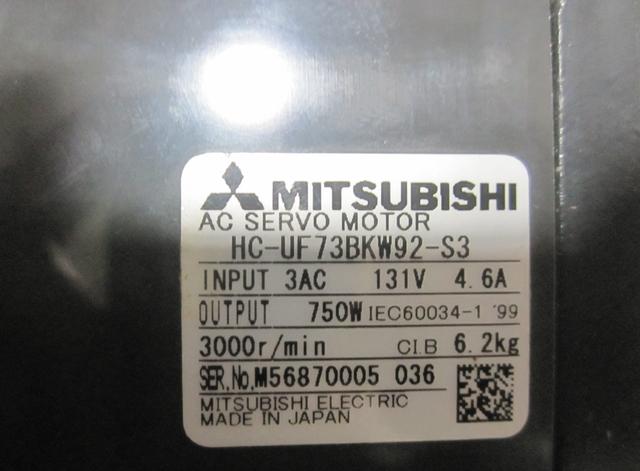 MITSUBISHI
AC SERVO MOTOR
HC-UF73BKW92-S3
INPUT 3AC 131V 4.6A
OUTPUT 750W IEC60034-1 '99
3000r/min CI.B 6.2kg
SER.No.M56870005 036
MITSUBISHI ELECTRIC
MADE IN JAPAN